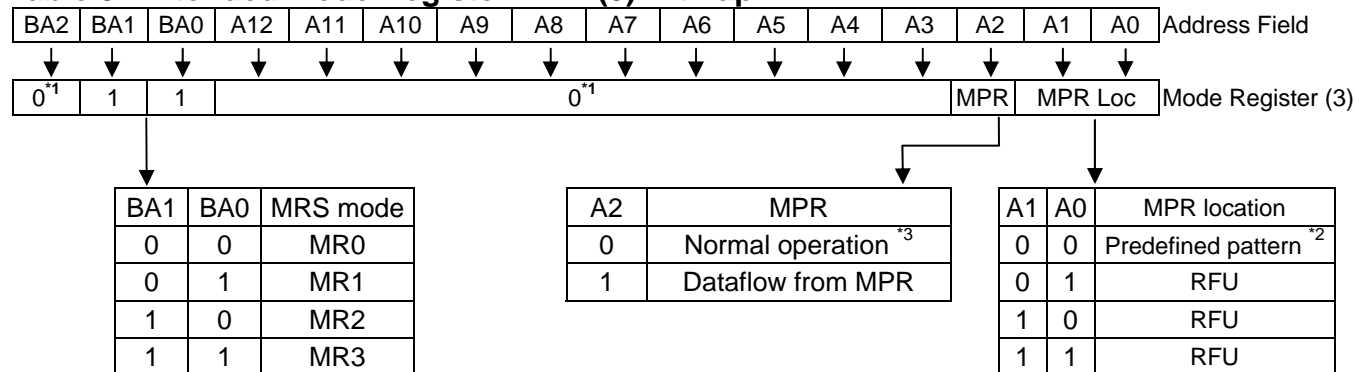 BA2 BA1 BA0 A12 A11 A10 A9 A8 A7 A6 A5 A4 A3 A2 A1 A0 Address Field
0*1 1 1 0*1 MPR MPR Loc Mode Register (3)
BA1 BA0 MRS mode
0 0 MR0
0 1 MR1
1 0 MR2
1 1 MR3
A2 MPR
0 Normal operation *3
1 Dataflow from MPR
A1 A0 MPR location
0 0 Predefined pattern *2
0 1 RFU
1 0 RFU
1 1 RFU